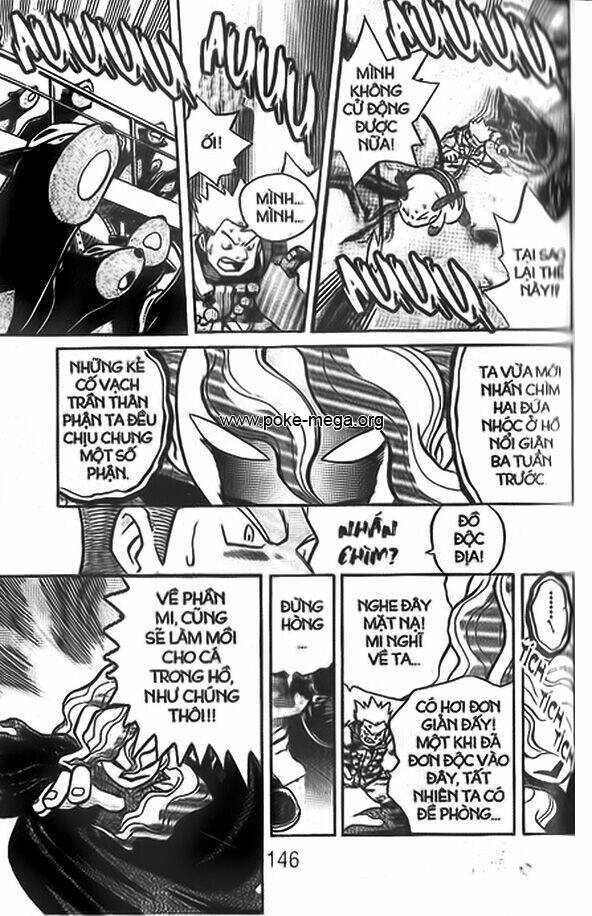 AUUUUU
MÌNH
KHÔNG
CỬ ĐỘNG
ĐƯỢC
NỮA!
TẠI SAO
LẠI THẾ
NÀY!!
AUUUUU
AUUUU
ỐI!
MÌNH...
MÌNH...
AUUUUU
TA VỪA MỚI
NHẤN CHÌM
HAI ĐỨA
NHÓC Ở HỒ
NỔI GIẬN
BA TUẦN
TRƯỚC.
NHỮNG KẺ
CỐ VẠCH
TRẦN THÂN
PHẬN TA ĐỀU
CHỊU CHUNG
MỘT SỐ
PHẬN.
www.poke-mega.org
ĐỒ
ĐỘC
ĐỊA!
NHẤN
CHÌM?
TÍCH
TÍCH
TÍCH
NGHE ĐÂY
MẶT NẠ!
MI NGHĨ
VỀ TA...
CÓ HƠI ĐƠN
GIẢN ĐẤY!
MỘT KHI ĐÃ
ĐƠN ĐỘC VÀO
ĐÂY, TẤT
NHIÊN TA CÓ
ĐỀ PHÒNG...
ĐỪNG
HÒNG
VỀ PHẦN
MI, CŨNG
SẼ LÀM MỒI
CHO CÁ
TRONG HỒ,
NHƯ CHÚNG
THÔI!!!
146